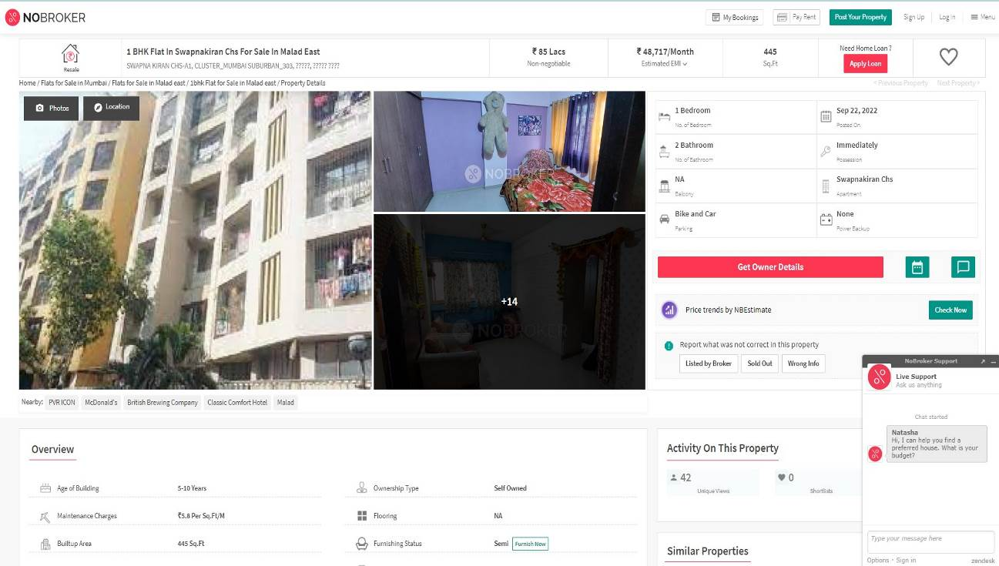 NOBROKER
My Bookings
Pay Rent
Post Your Property
Sign Up
Log In
Menu
Resale
1 BHK Flat In Swapnakiran Chs For Sale In Malad East
SWAPNA KIRAN CHS-A1, CLUSTER_MUMBAI SUBURBAN_303, ?????, ????? ????
₹ 85 Lacs
Non-negotiable
₹ 48,717/Month
Estimated EMI
445
Sq.Ft
Need Home Loan ?
Apply Loan
Home / Flats for Sale in Mumbai / Flats for Sale in Malad east / 1bhk Flat for Sale in Malad east / Property Details
< Previous Property
Next Property >
Photos
Location
NOBROKER
+14
NOBROKER
1 Bedroom
No. of Bedroom
Sep 22, 2022
Posted On
2 Bathroom
No. of Bathroom
Immediately
Possession
NA
Balcony
Swapnakiran Chs
Apartment
Bike and Car
Parking
None
Power Backup
Get Owner Details
Price trends by NBEstimate
Check Now
Report what was not correct in this property
Listed by Broker
Sold Out
Wrong Info
Nearby: PVR ICON McDonald's British Brewing Company Classic Comfort Hotel Malad
Overview
Age of Building 5-10 Years
Ownership Type Self Owned
Maintenance Charges ₹5.8 Per Sq.Ft/M
Flooring NA
Builtup Area 445 Sq.Ft
Furnishing Status Semi Furnish Now
Activity On This Property
42
Unique Views
0
Shortlists
Similar Properties
NoBroker Support
Live Support
Ask us anything
Chat started
Natasha
Hi, I can help you find a
preferred house. What is your
budget?
Type your message here
Options • Sign in
zendesk